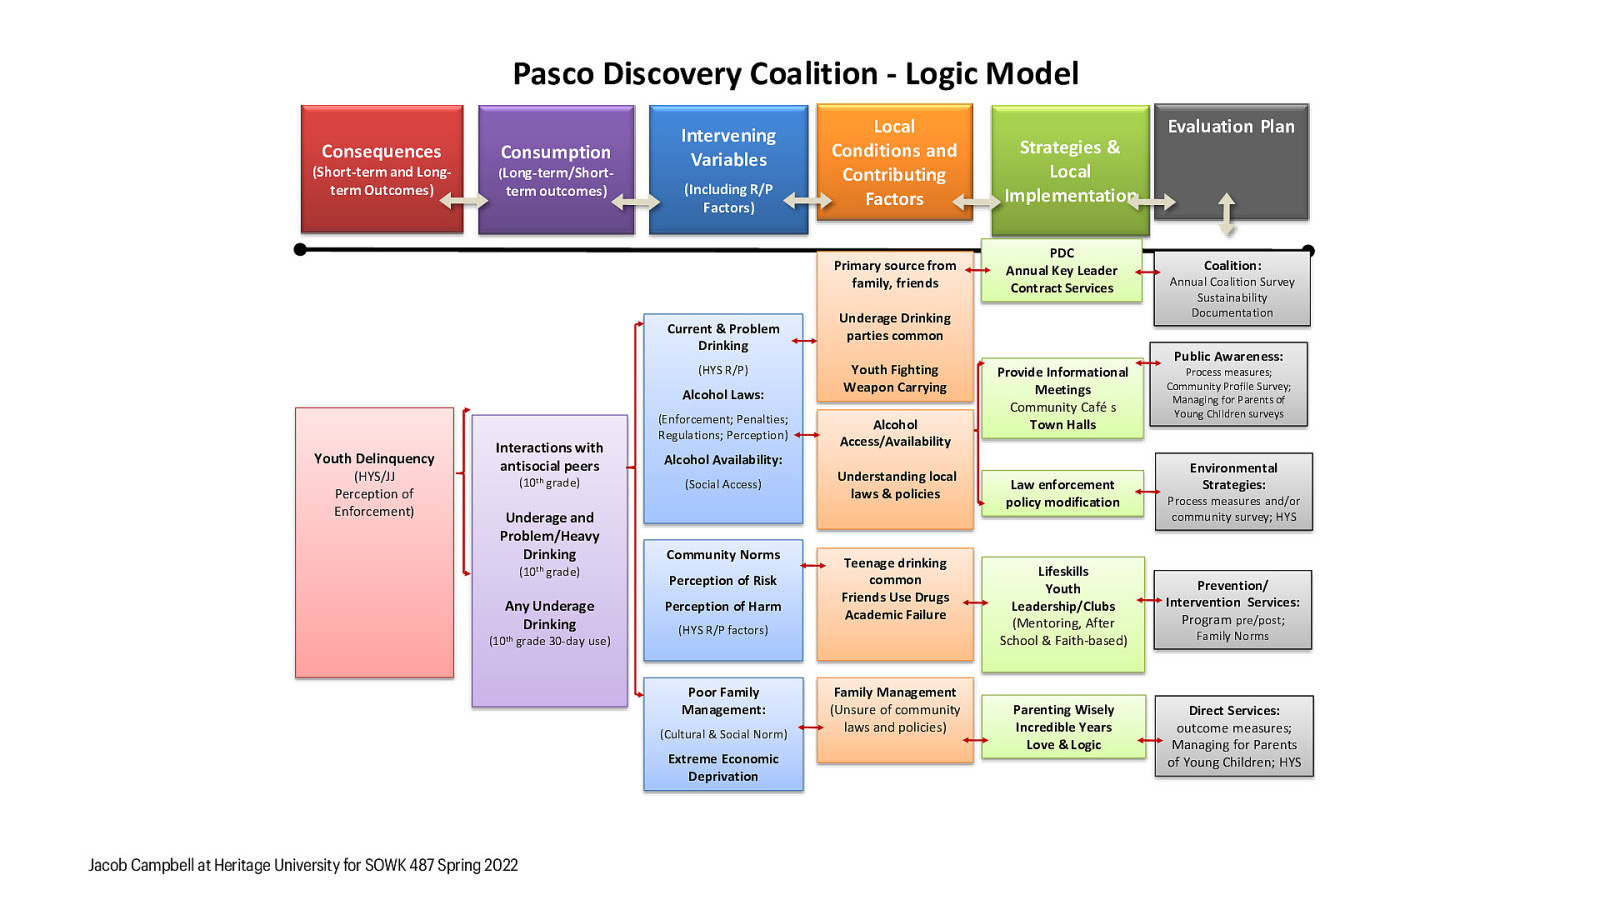 Pasco Discovery Coalition - Logic Model
Consequences
(Short-term and Long-
term Outcomes)
Consumption
(Long-term/Short-
term outcomes)
Intervening
Variables
(Including R/P
Factors)
Local
Conditions and
Contributing
Factors
Strategies &
Local
Implementation
Evaluation Plan
Youth Delinquency
(HYS/JJ
Perception of
Enforcement)
Interactions with
antisocial peers
(10th grade)
Underage and
Problem/Heavy
Drinking
(10th grade)
Any Underage
Drinking
(10th grade 30-day use)
Current & Problem
Drinking
(HYS R/P)
Alcohol Laws:
(Enforcement; Penalties;
Regulations; Perception)
Alcohol Availability:
(Social Access)
Community Norms
Perception of Risk
Perception of Harm
(HYS R/P factors)
Poor Family
Management:
(Cultural & Social Norm)
Extreme Economic
Deprivation
Primary source from
family, friends
Underage Drinking
parties common
Youth Fighting
Weapon Carrying
Alcohol
Access/Availability
Understanding local
laws & policies
Teenage drinking
common
Friends Use Drugs
Academic Failure
Family Management
(Unsure of community
laws and policies)
PDC
Annual Key Leader
Contract Services
Provide Informational
Meetings
Community Café s
Town Halls
Law enforcement
policy modification
Lifeskills
Youth
Leadership/Clubs
(Mentoring, After
School & Faith-based)
Parenting Wisely
Incredible Years
Love & Logic
Coalition:
Annual Coalition Survey
Sustainability
Documentation
Public Awareness:
Process measures;
Community Profile Survey;
Managing for Parents of
Young Children surveys
Environmental
Strategies:
Process measures and/or
community survey; HYS
Prevention/
Intervention Services:
Program pre/post;
Family Norms
Direct Services:
outcome measures;
Managing for Parents
of Young Children; HYS
Jacob Campbell at Heritage University for SOWK 487 Spring 2022